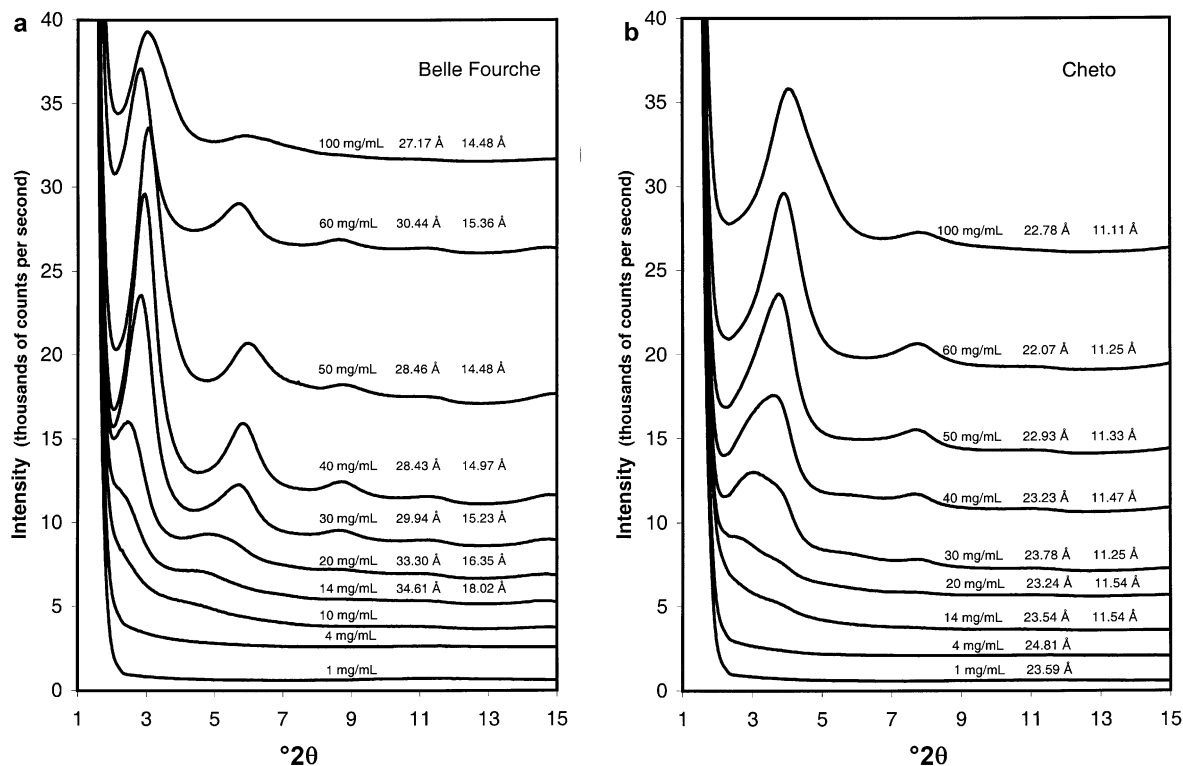 a
Intensity (thousands of counts per second)
40
35
30
25
20
15
10
5
0
Belle Fourche
100 mg/mL 27.17 Å 14.48 Å
60 mg/mL 30.44 Å 15.36 Å
50 mg/mL 28.46 Å 14.48 Å
40 mg/mL 28.43 Å 14.97 Å
30 mg/mL 29.94 Å 15.23 Å
20 mg/mL 33.30 Å 16.35 Å
14 mg/mL 34.61 Å 18.02 Å
10 mg/mL
4 mg/mL
1 mg/mL
1 3 5 7 9 11 13 15
°2θ
b
Intensity (thousands of counts per second)
40
35
30
25
20
15
10
5
0
Cheto
100 mg/mL 22.78 Å 11.11 Å
60 mg/mL 22.07 Å 11.25 Å
50 mg/mL 22.93 Å 11.33 Å
40 mg/mL 23.23 Å 11.47 Å
30 mg/mL 23.78 Å 11.25 Å
20 mg/mL 23.24 Å 11.54 Å
14 mg/mL 23.54 Å 11.54 Å
4 mg/mL 24.81 Å
1 mg/mL 23.59 Å
1 3 5 7 9 11 13 15
°2θ